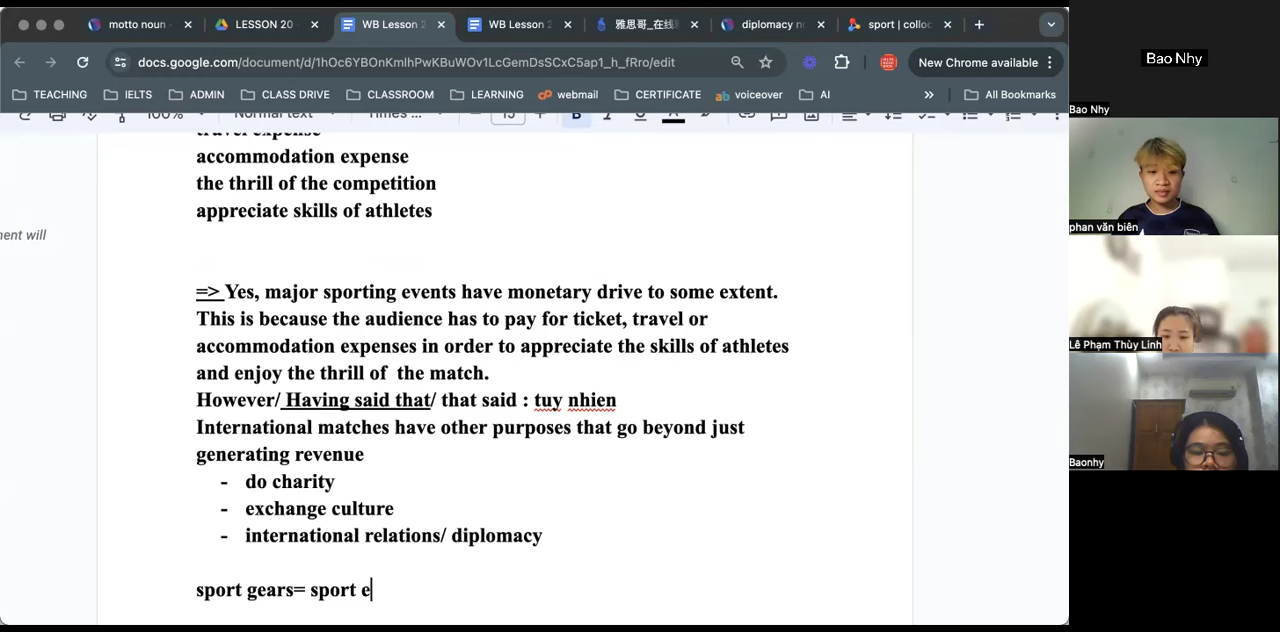 motto noun
LESSON 20
WB Lesson 2
WB Lesson 2
雅思哥_在线
diplomacy n
sport | colloc
docs.google.com/document/d/1hOc6YBOnKmlhPwKBuWOv1LcGemDsSCxC5ap1_h_fRro/edit
New Chrome available
TEACHING
IELTS
ADMIN
CLASS DRIVE
CLASSROOM
LEARNING
webmail
CERTIFICATE
voiceover
AI
All Bookmarks
100%
Normal text
Times ...
travel expense
accommodation expense
the thrill of the competition
appreciate skills of athletes
ment will
=> Yes, major sporting events have monetary drive to some extent.
This is because the audience has to pay for ticket, travel or
accommodation expenses in order to appreciate the skills of athletes
and enjoy the thrill of the match.
However/ Having said that/ that said : tuy nhien
International matches have other purposes that go beyond just
generating revenue
- do charity
- exchange culture
- international relations/ diplomacy
sport gears= sport e
Bao Nhy
Bao Nhy
phan văn biên
Lê Phạm Thùy Linh
Baonhy